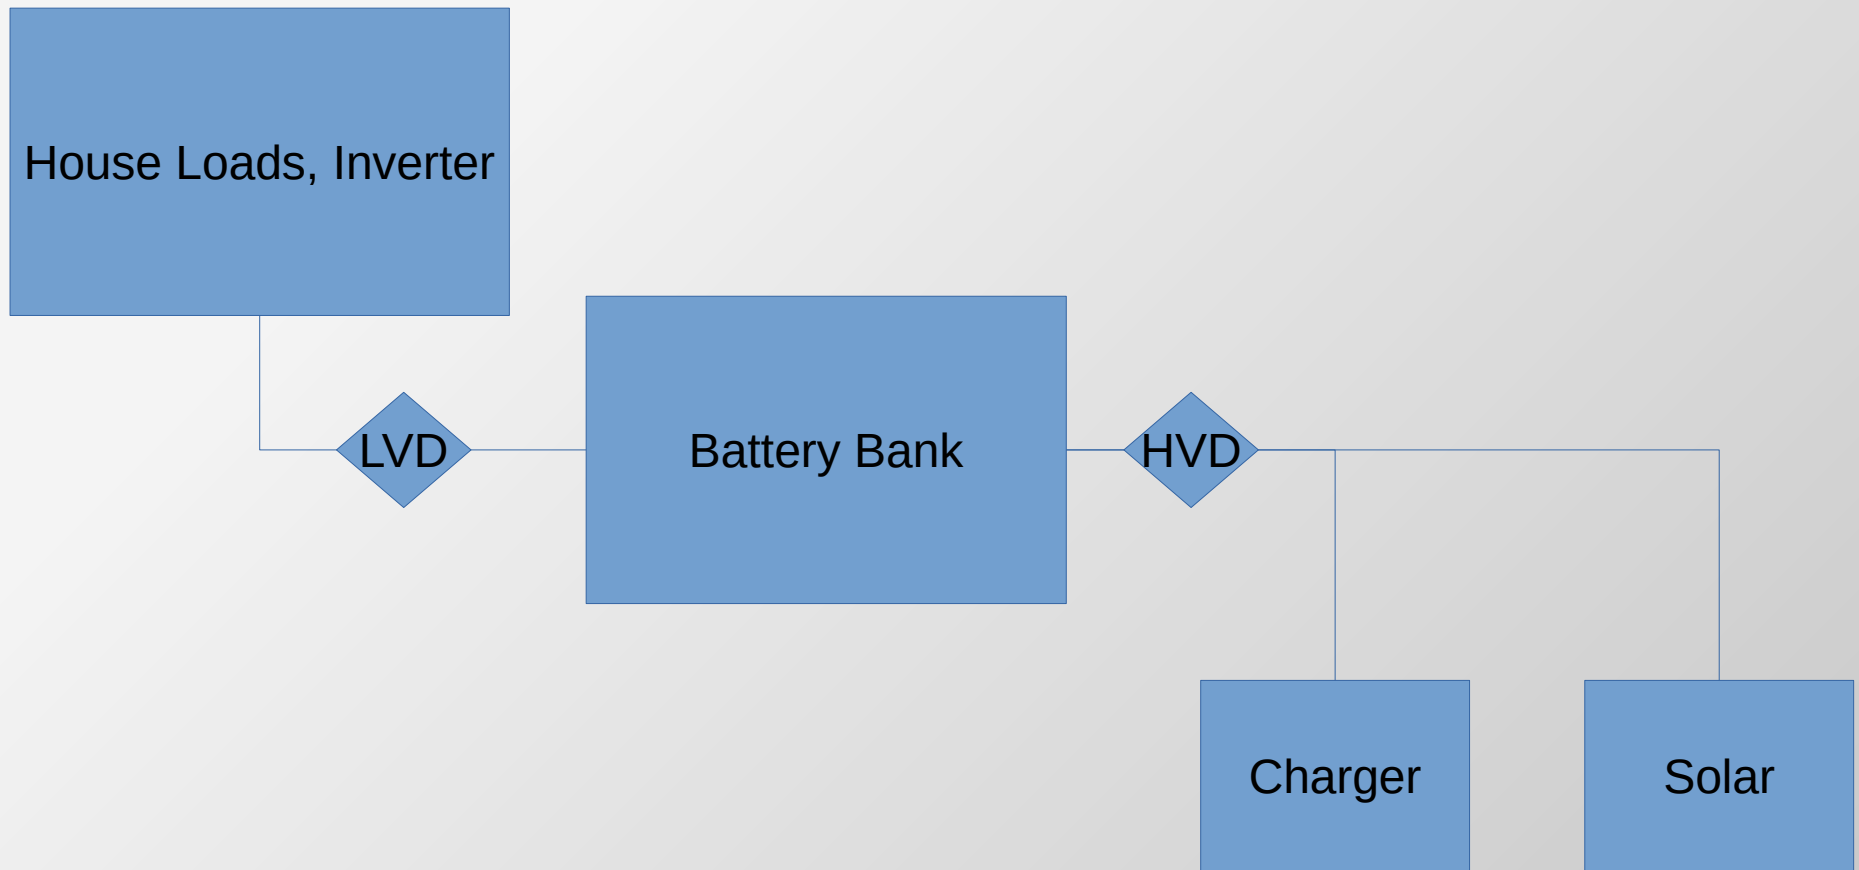 House Loads, Inverter
LVD
Battery Bank
HVD
Charger
Solar